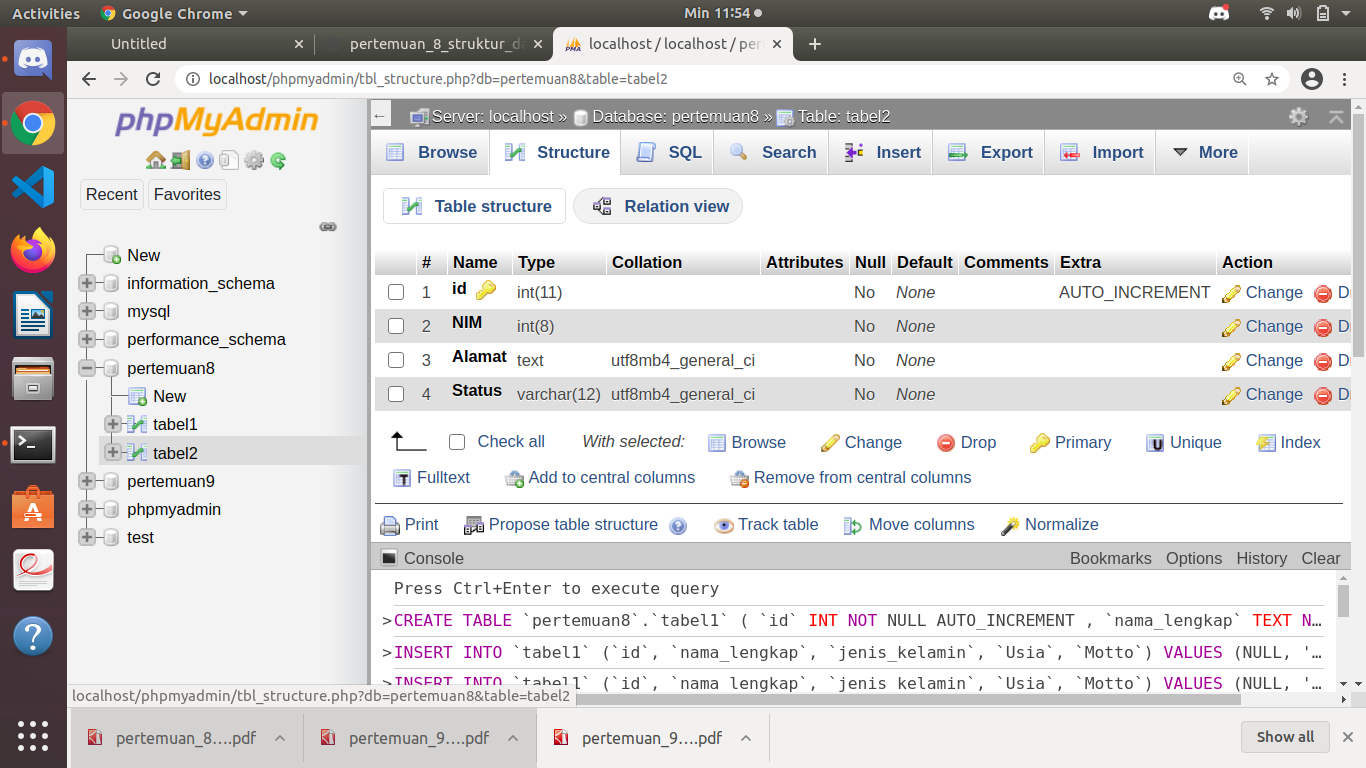 Activities Google Chrome Min 11:54
Untitled pertemuan_8_struktur_da localhost / localhost / per
localhost/phpmyadmin/tbl_structure.php?db=pertemuan8&table=tabel2
phpMyAdmin
Recent Favorites
New
information_schema
mysql
performance_schema
pertemuan8
New
tabel1
tabel2
pertemuan9
phpmyadmin
test
Server: localhost » Database: pertemuan8 » Table: tabel2
Browse Structure SQL Search Insert Export Import More
Table structure Relation view
# Name Type Collation Attributes Null Default Comments Extra Action
1 id int(11) No None AUTO_INCREMENT Change Dr
2 NIM int(8) No None Change Dr
3 Alamat text utf8mb4_general_ci No None Change Dr
4 Status varchar(12) utf8mb4_general_ci No None Change Dr
Check all With selected: Browse Change Drop Primary Unique Index
Fulltext Add to central columns Remove from central columns
Print Propose table structure Track table Move columns Normalize
Console Bookmarks Options History Clear
Press Ctrl+Enter to execute query
>CREATE TABLE `pertemuan8`.`tabel1` ( `id` INT NOT NULL AUTO_INCREMENT , `nama_lengkap` TEXT N…
>INSERT INTO `tabel1` (`id`, `nama_lengkap`, `jenis_kelamin`, `Usia`, `Motto`) VALUES (NULL, '…
>INSERT INTO `tabel1` (`id`, `nama_lengkap`, `jenis_kelamin`, `Usia`, `Motto`) VALUES (NULL, '…
localhost/phpmyadmin/tbl_structure.php?db=pertemuan8&table=tabel2
pertemuan_8....pdf pertemuan_9....pdf pertemuan_9....pdf Show all